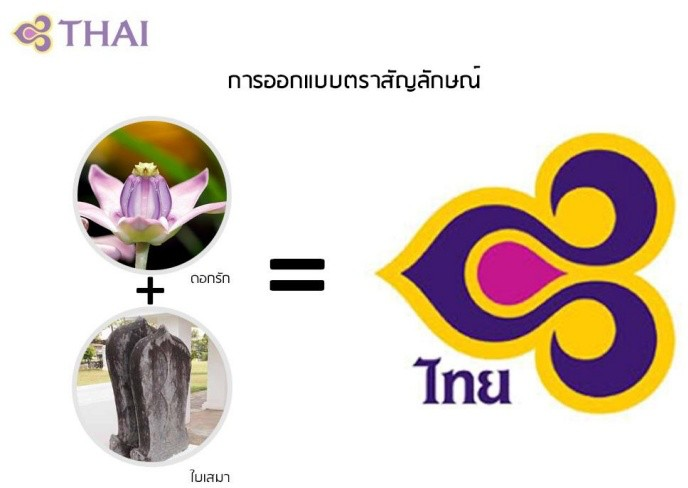 THAI
การออกแบบตราสัญลักษณ์
ดอกรัก
+
=
ใบเสมา
ไทย